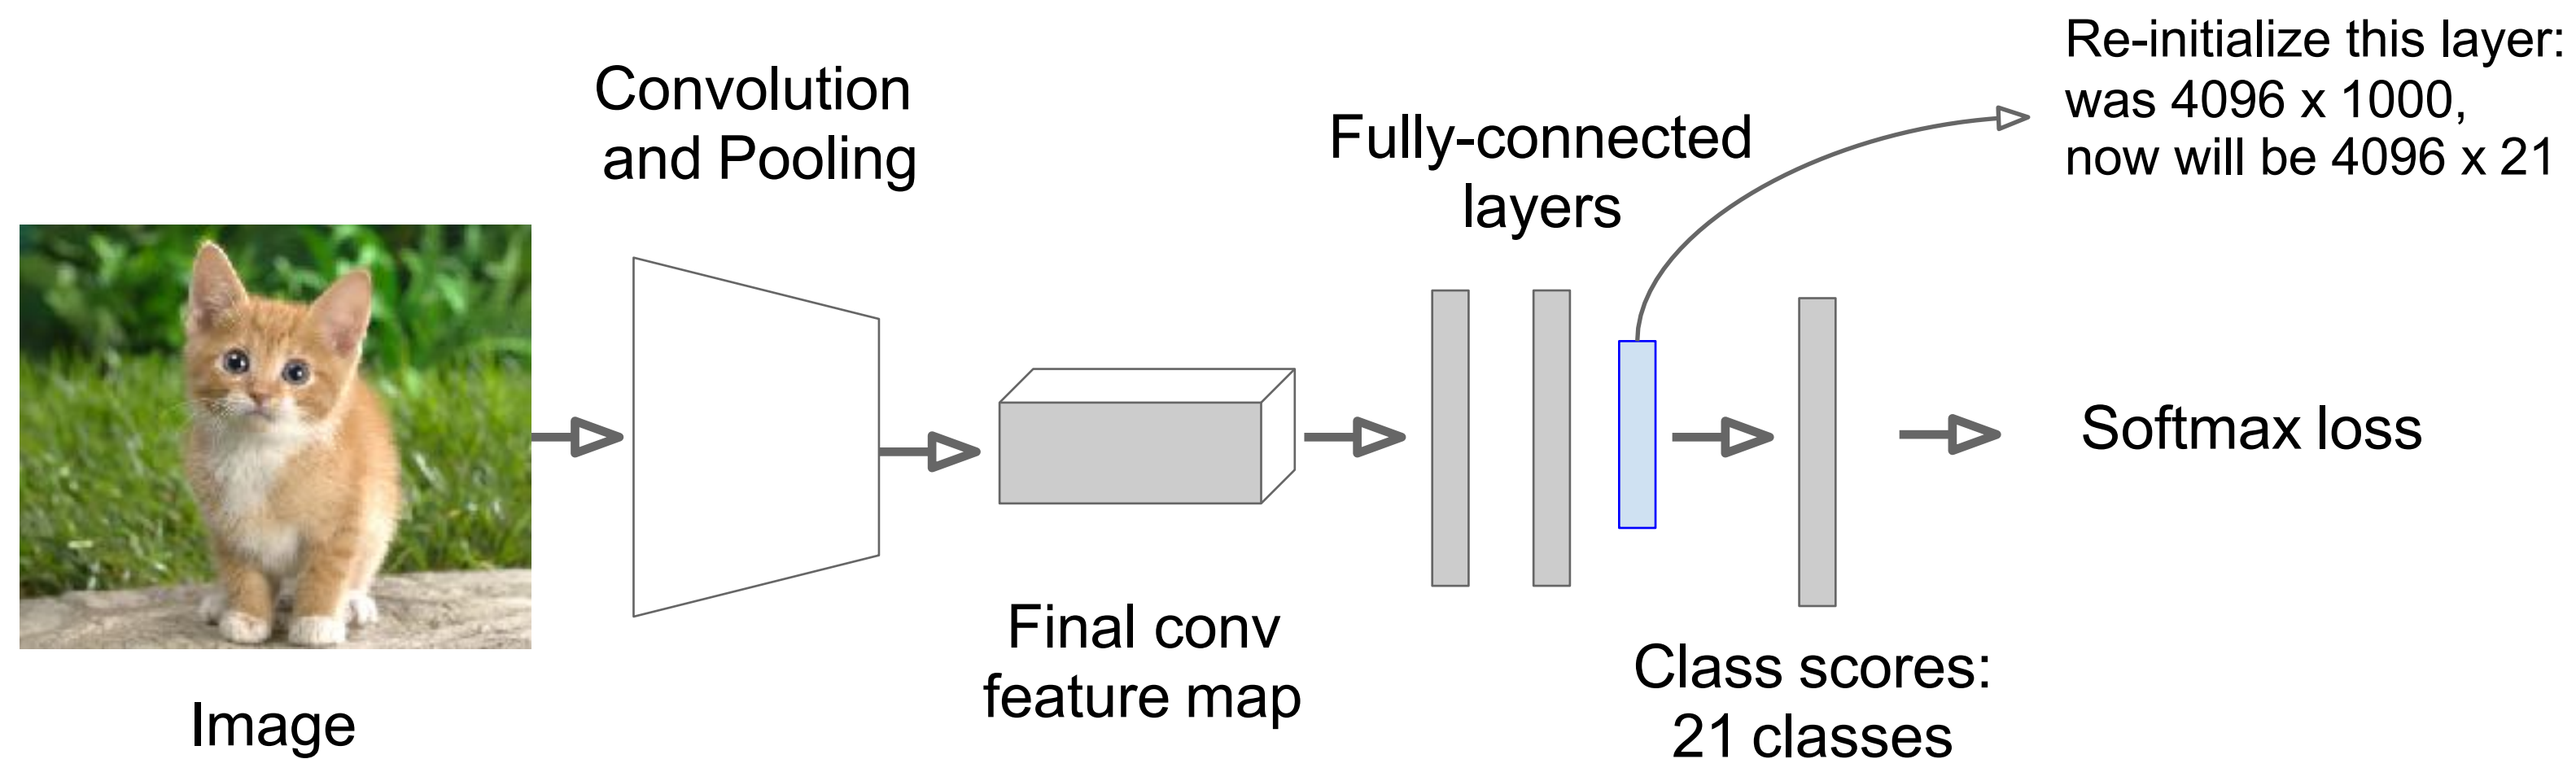 Convolution
and Pooling
Fully-connected
layers
Re-initialize this layer:
was 4096 x 1000,
now will be 4096 x 21
Softmax loss
Final conv
feature map
Class scores:
21 classes
Image